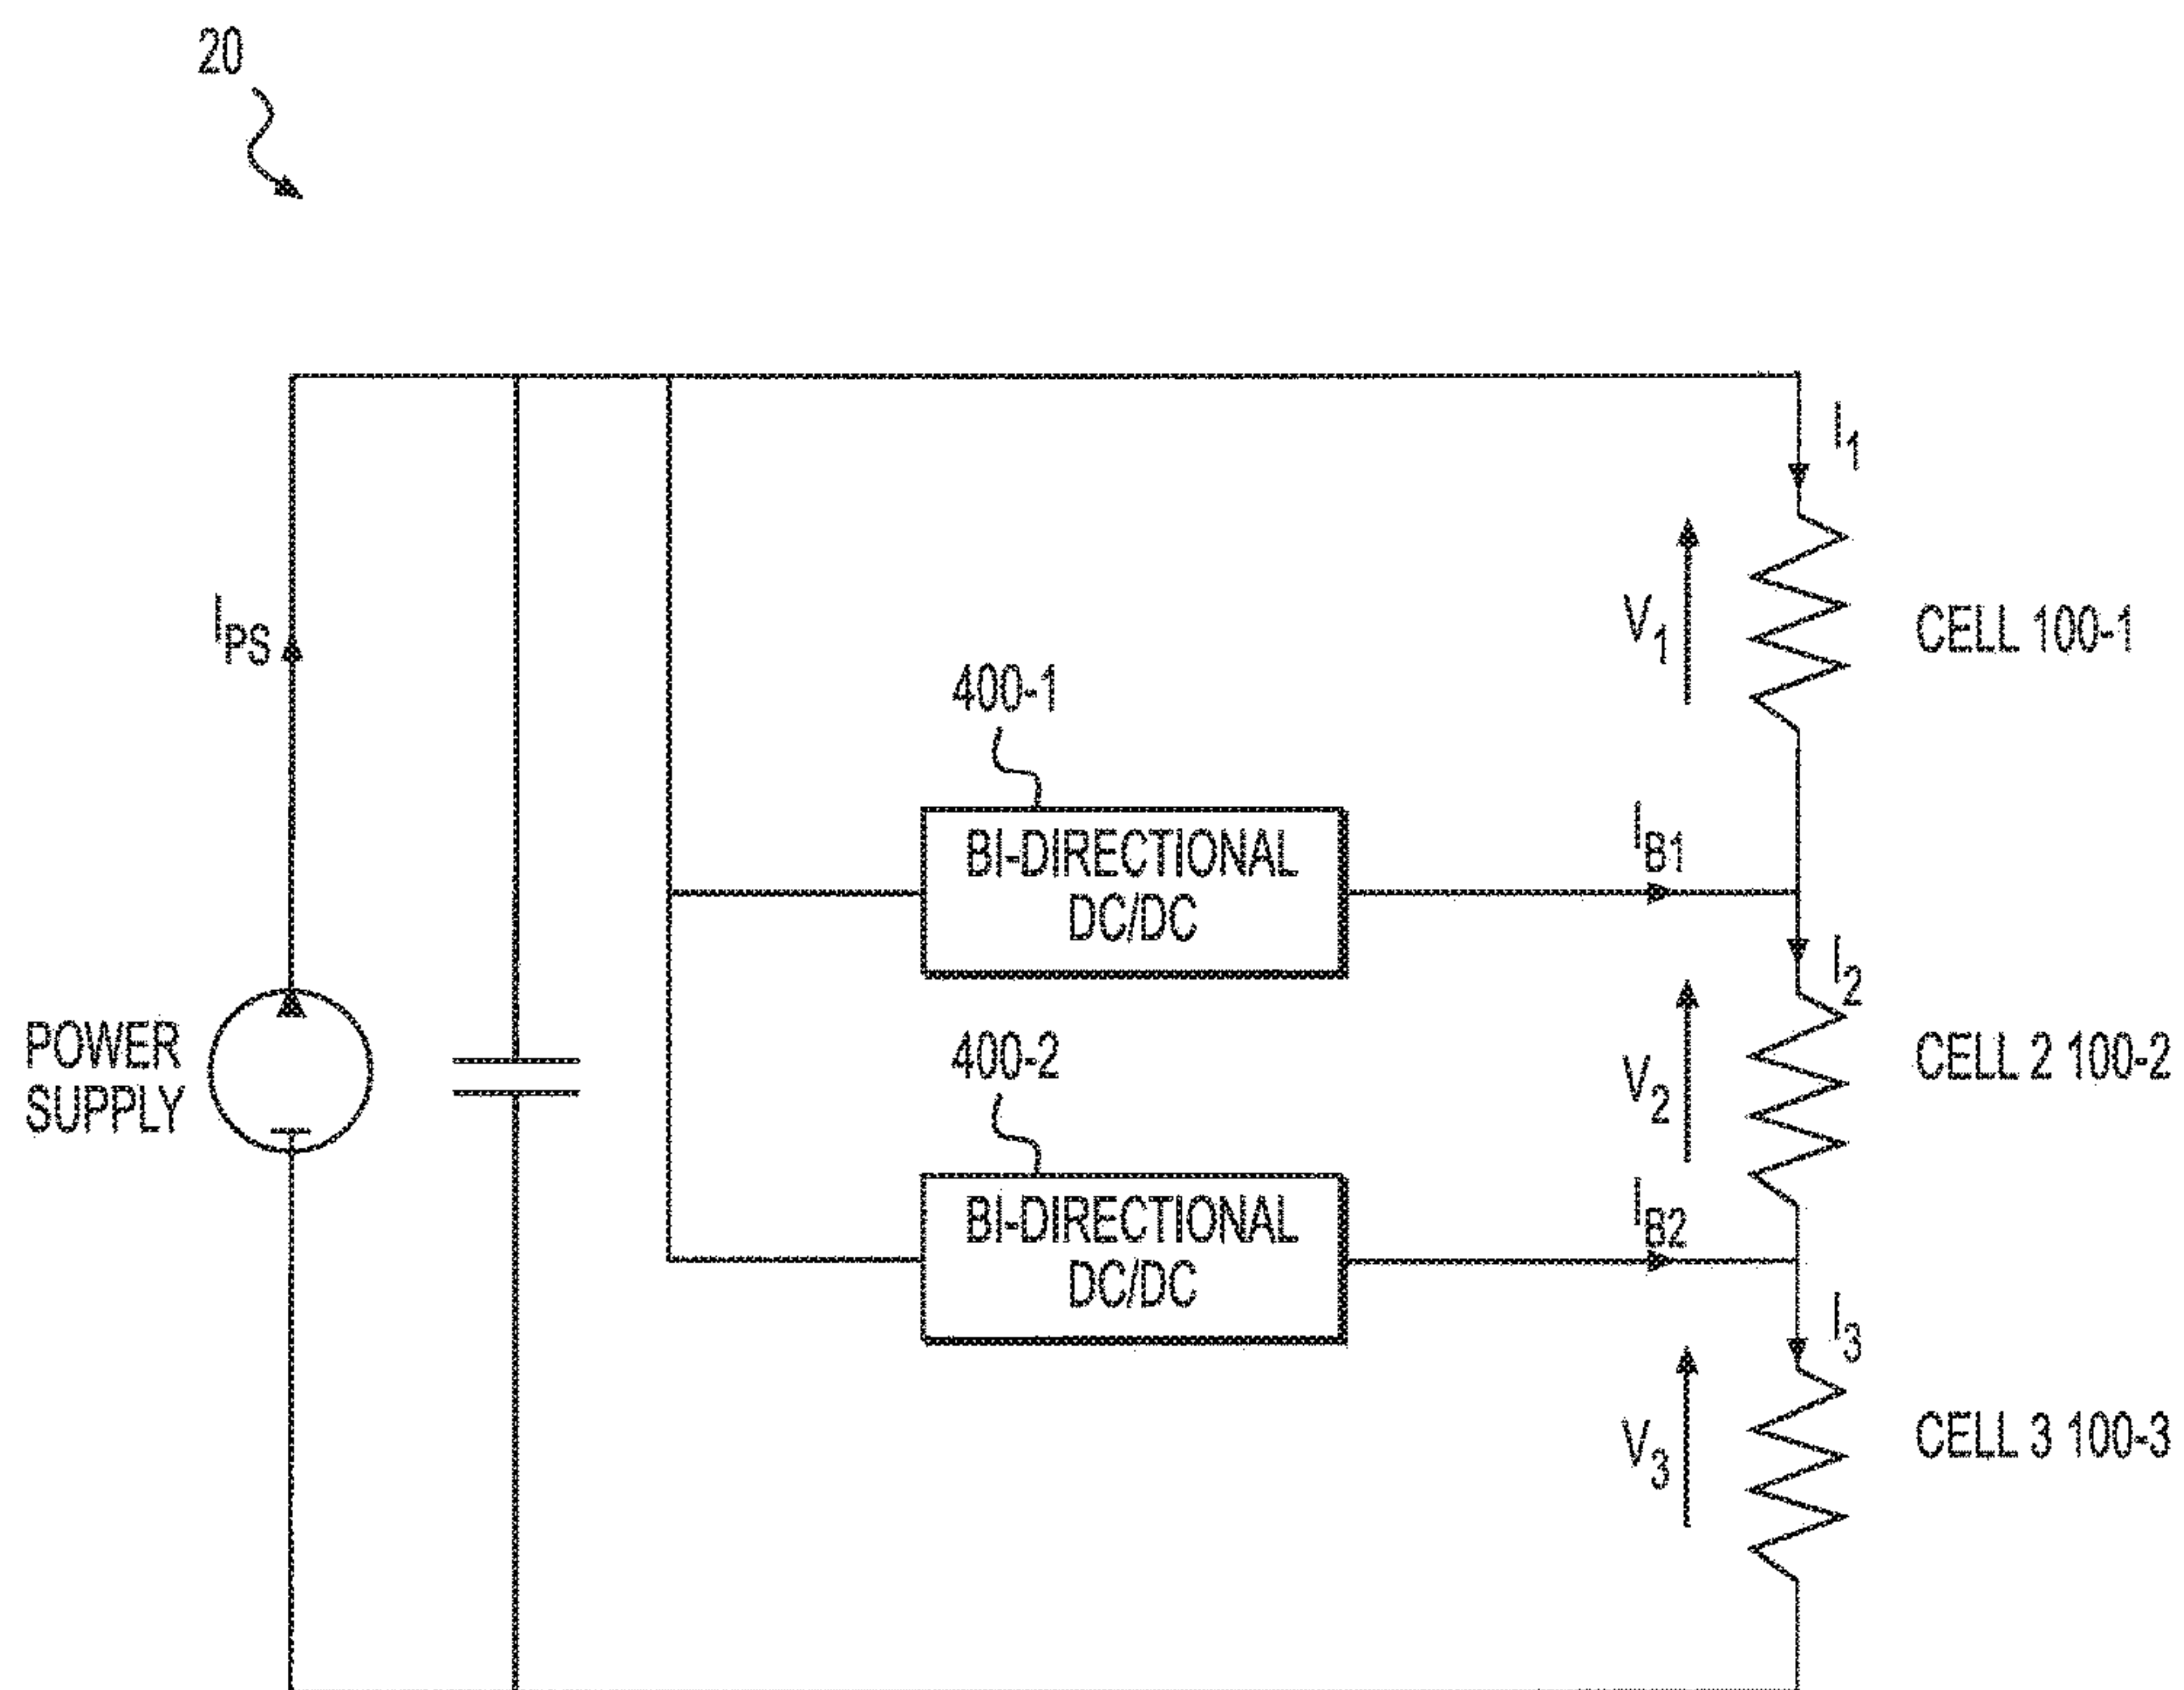 20
I1
IPS
V1
CELL 100-1
400-1
BI-DIRECTIONAL
DC/DC
IB1
I2
POWER
SUPPLY
400-2
V2
CELL 2 100-2
BI-DIRECTIONAL
DC/DC
IB2
I3
V3
CELL 3 100-3